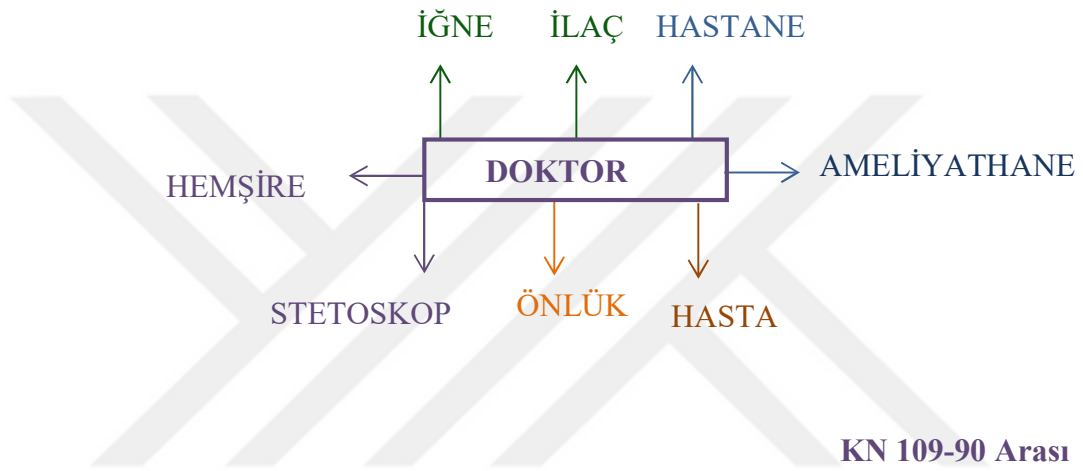 İĞNE İLAÇ HASTANE
DOKTOR
AMELİYATHANE
HEMŞİRE
STETOSKOP ÖNLÜK HASTA
KN 109-90 Arası